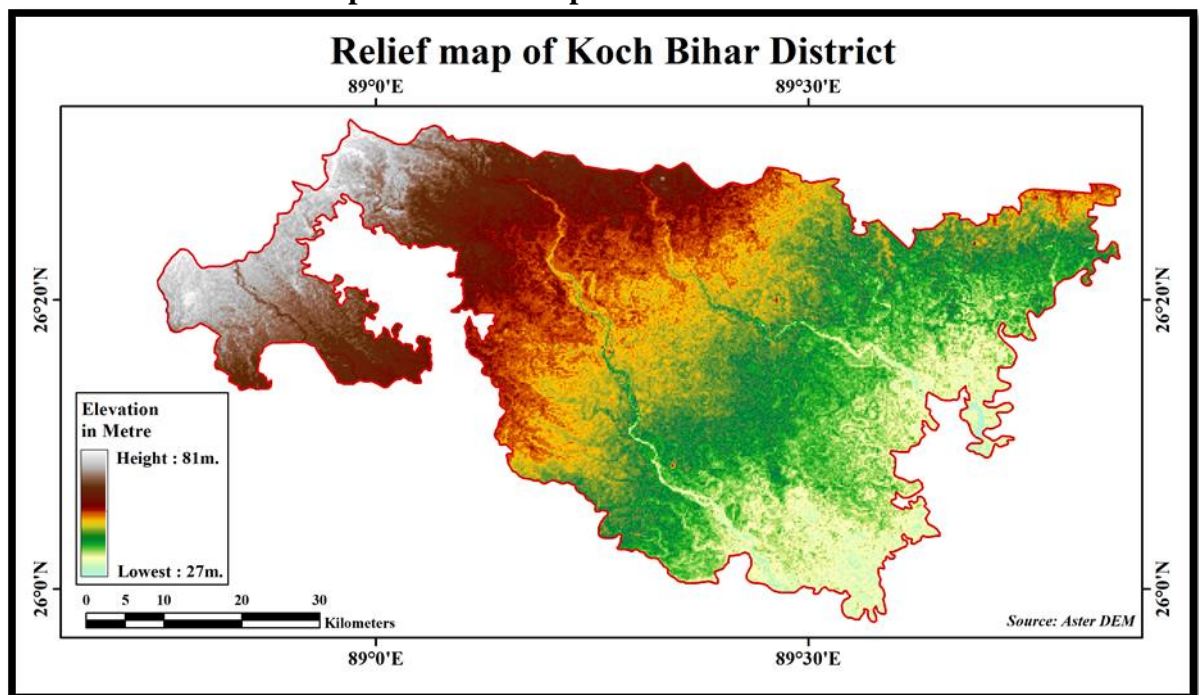 Relief map of Koch Bihar District
89°0'E 89°30'E
26°20'N 26°20'N
Elevation
in Metre
Height : 81m.
Lowest : 27m.
26°0'N 26°0'N
0 5 10 20 30
Kilometers
Source: Aster DEM
89°0'E 89°30'E